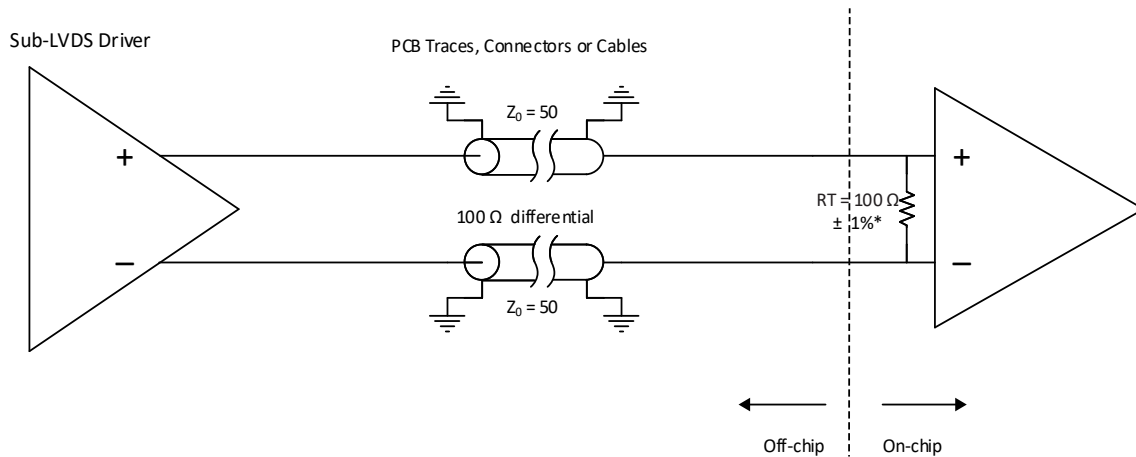 Sub-LVDS Driver
PCB Traces, Connectors or Cables
Z0 = 50
+
+
RT = 100 Ω
± 1%*
100 Ω differential
−
−
Z0 = 50
Off-chip
On-chip